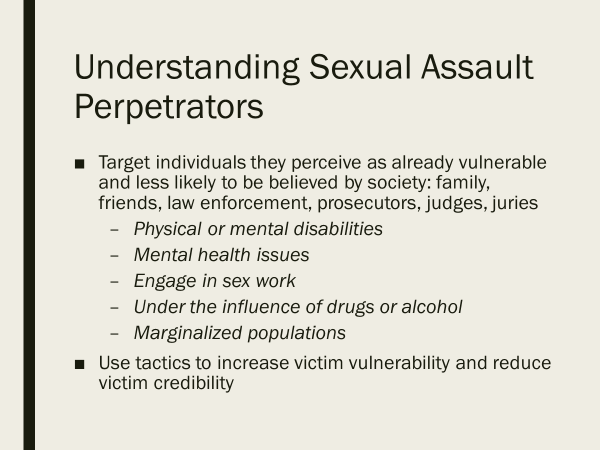 Understanding Sexual Assault
Perpetrators
■ Target individuals they perceive as already vulnerable
and less likely to be believed by society: family,
friends, law enforcement, prosecutors, judges, juries
– Physical or mental disabilities
– Mental health issues
– Engage in sex work
– Under the influence of drugs or alcohol
– Marginalized populations
■ Use tactics to increase victim vulnerability and reduce
victim credibility